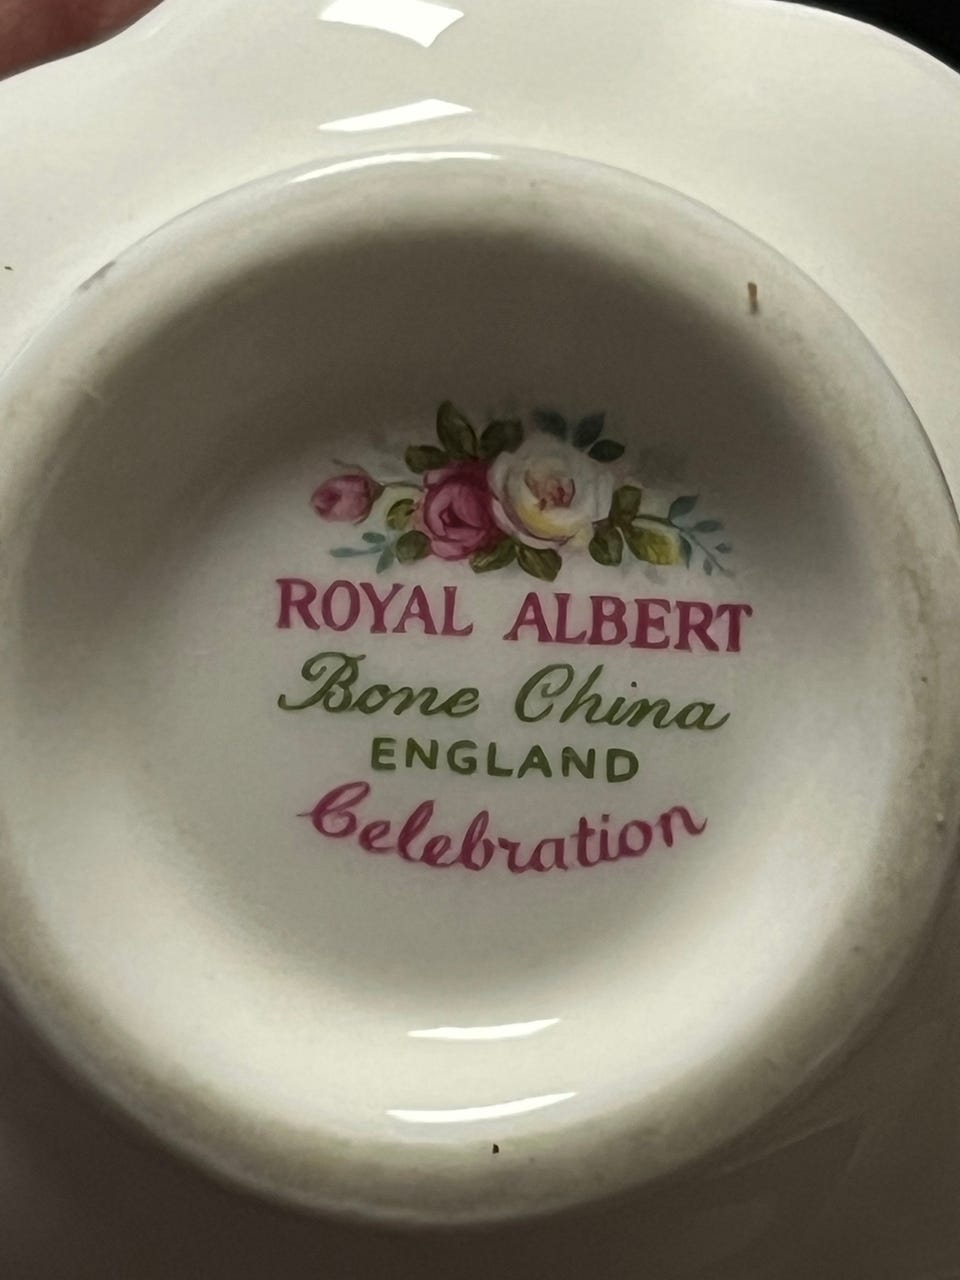 ROYAL ALBERT
Bone China
ENGLAND
Celebration